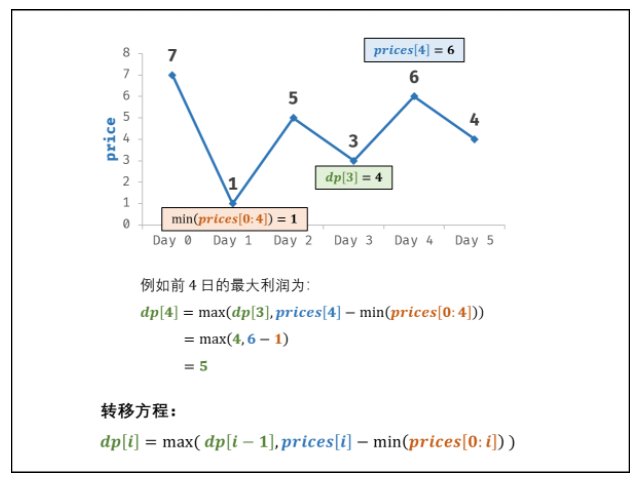 prices[4] = 6
8
7
6
5
4
3
2
1
0
price
7
1
5
3
6
4
dp[3] = 4
min(prices[0:4]) = 1
Day 0 Day 1 Day 2 Day 3 Day 4 Day 5
例如前 4 日的最大利润为:
dp[4] = max(dp[3], prices[4] − min(prices[0:4]))
= max(4, 6 − 1)
= 5
转移方程：
dp[i] = max( dp[i − 1], prices[i] − min(prices[0:i]) )